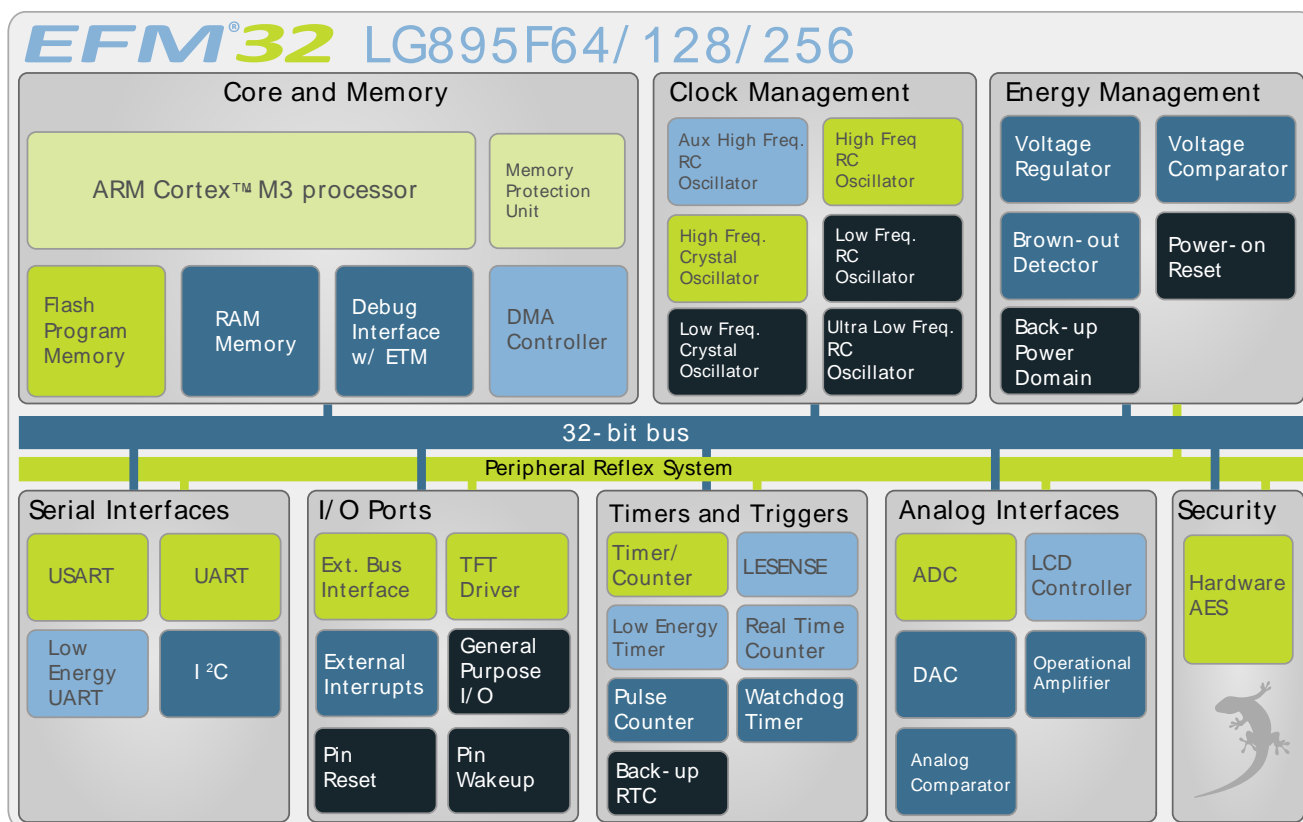 EFM®32 LG895F64/128/256
Core and Memory
ARM Cortex™ M3 processor
Memory
Protection
Unit
Flash
Program
Memory
RAM
Memory
Debug
Interface
w/ ETM
DMA
Controller
Clock Management
Aux High Freq.
RC
Oscillator
High Freq
RC
Oscillator
High Freq.
Crystal
Oscillator
Low Freq.
RC
Oscillator
Low Freq.
Crystal
Oscillator
Ultra Low Freq.
RC
Oscillator
Energy Management
Voltage
Regulator
Voltage
Comparator
Brown-out
Detector
Power-on
Reset
Back-up
Power
Domain
32-bit bus
Peripheral Reflex System
Serial Interfaces
USART
UART
Low
Energy
UART
I²C
I/O Ports
Ext. Bus
Interface
TFT
Driver
External
Interrupts
General
Purpose
I/O
Pin
Reset
Pin
Wakeup
Timers and Triggers
Timer/
Counter
LESENSE
Low Energy
Timer
Real Time
Counter
Pulse
Counter
Watchdog
Timer
Back-up
RTC
Analog Interfaces
ADC
LCD
Controller
DAC
Operational
Amplifier
Analog
Comparator
Security
Hardware
AES